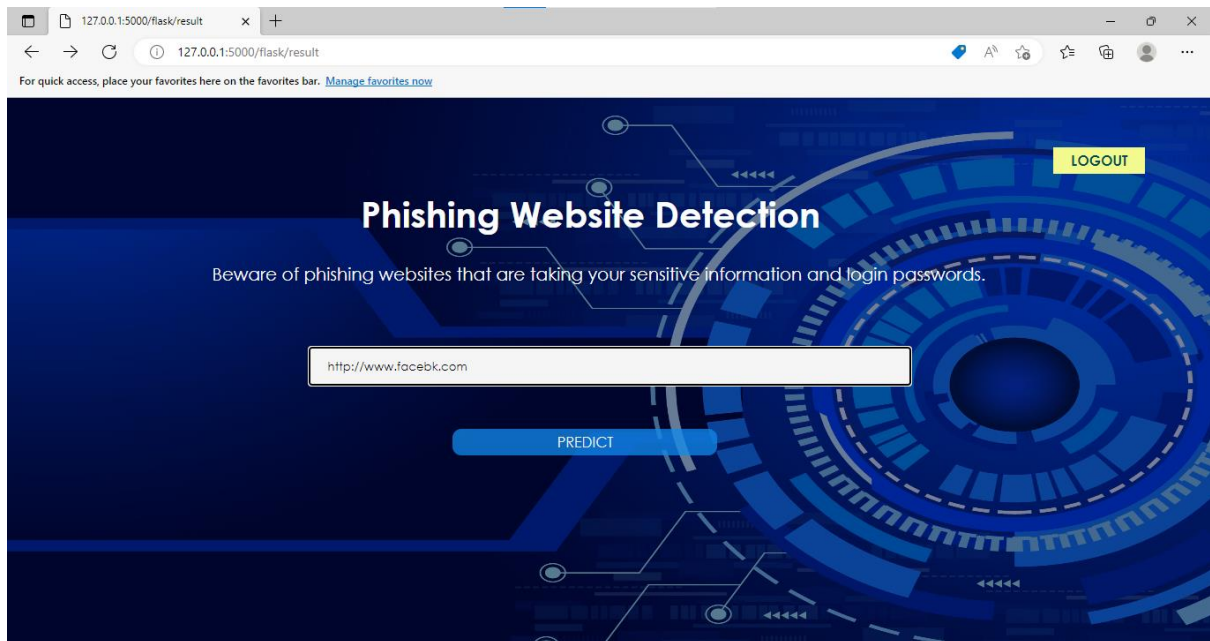 127.0.0.1:5000/flask/result
127.0.0.1:5000/flask/result
For quick access, place your favorites here on the favorites bar. Manage favorites now
LOGOUT
Phishing Website Detection
Beware of phishing websites that are taking your sensitive information and login passwords.
http://www.facebk.com
PREDICT